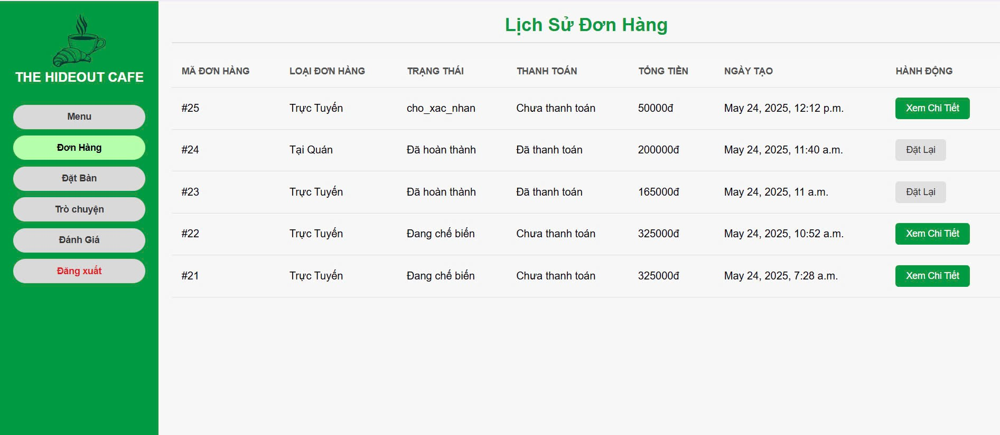 THE HIDEOUT CAFE
Menu
Đơn Hàng
Đặt Bàn
Trò chuyện
Đánh Giá
Đăng xuất
Lịch Sử Đơn Hàng
MÃ ĐƠN HÀNG LOẠI ĐƠN HÀNG TRẠNG THÁI THANH TOÁN TỔNG TIỀN NGÀY TẠO HÀNH ĐỘNG
#25 Trực Tuyến cho_xac_nhan Chưa thanh toán 50000đ May 24, 2025, 12:12 p.m. Xem Chi Tiết
#24 Tại Quán Đã hoàn thành Đã thanh toán 200000đ May 24, 2025, 11:40 a.m. Đặt Lại
#23 Trực Tuyến Đã hoàn thành Đã thanh toán 165000đ May 24, 2025, 11 a.m. Đặt Lại
#22 Trực Tuyến Đang chế biến Chưa thanh toán 325000đ May 24, 2025, 10:52 a.m. Xem Chi Tiết
#21 Trực Tuyến Đang chế biến Chưa thanh toán 325000đ May 24, 2025, 7:28 a.m. Xem Chi Tiết